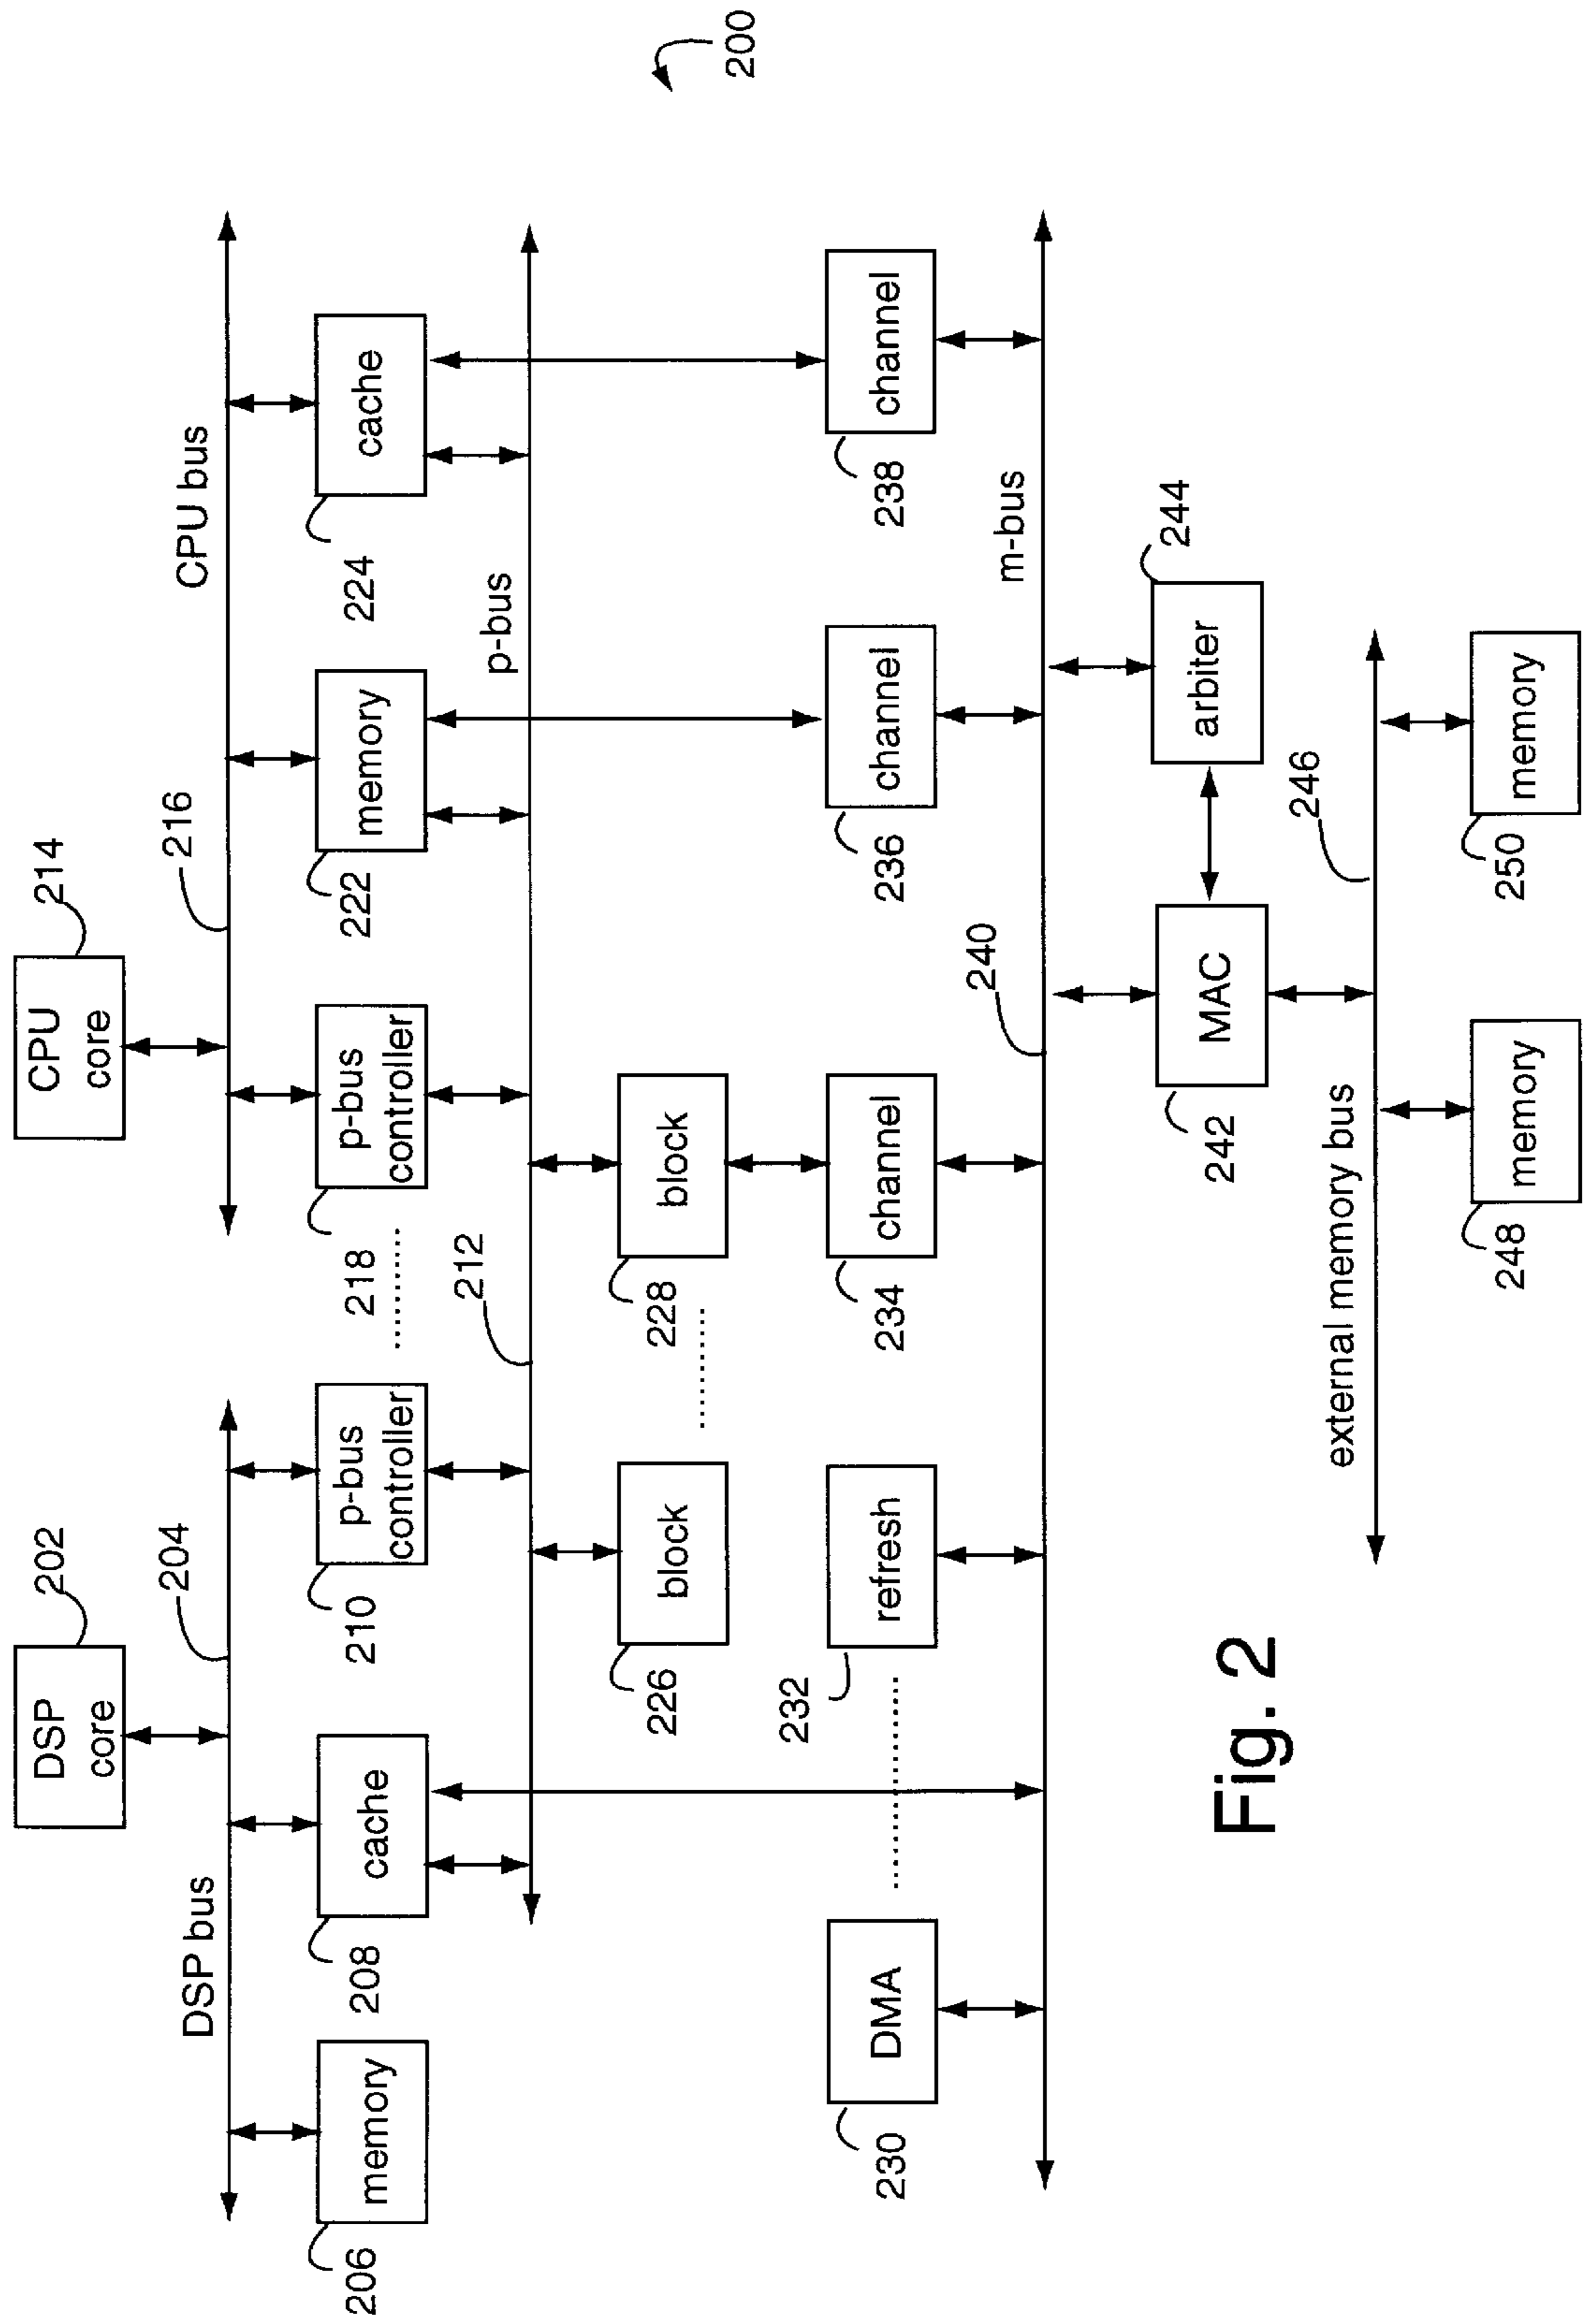 200
DSP
core
202
CPU
core
214
DSP bus
204
216
CPU bus
memory
206
cache
208
p-bus
controller
210
p-bus
controller
218
memory
222
cache
224
212
p-bus
block
226
block
228
DMA
230
refresh
232
channel
234
channel
236
channel
238
240
m-bus
MAC
242
arbiter
244
external memory bus
246
memory
248
memory
250
Fig. 2